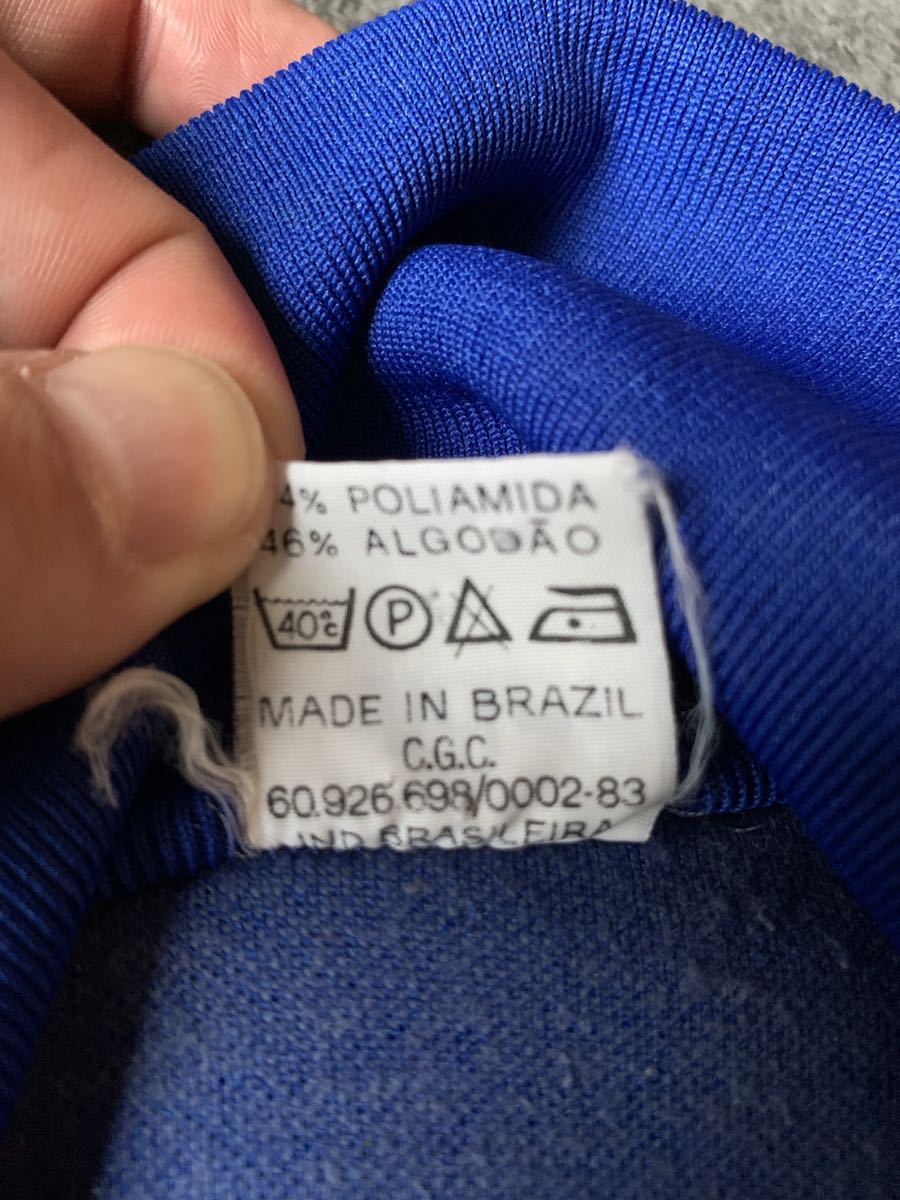 4% POLIAMIDA
46% ALGODÃO
40°C P
MADE IN BRAZIL
C.G.C.
60.926.698/0002-83
IND BRASILEIRA